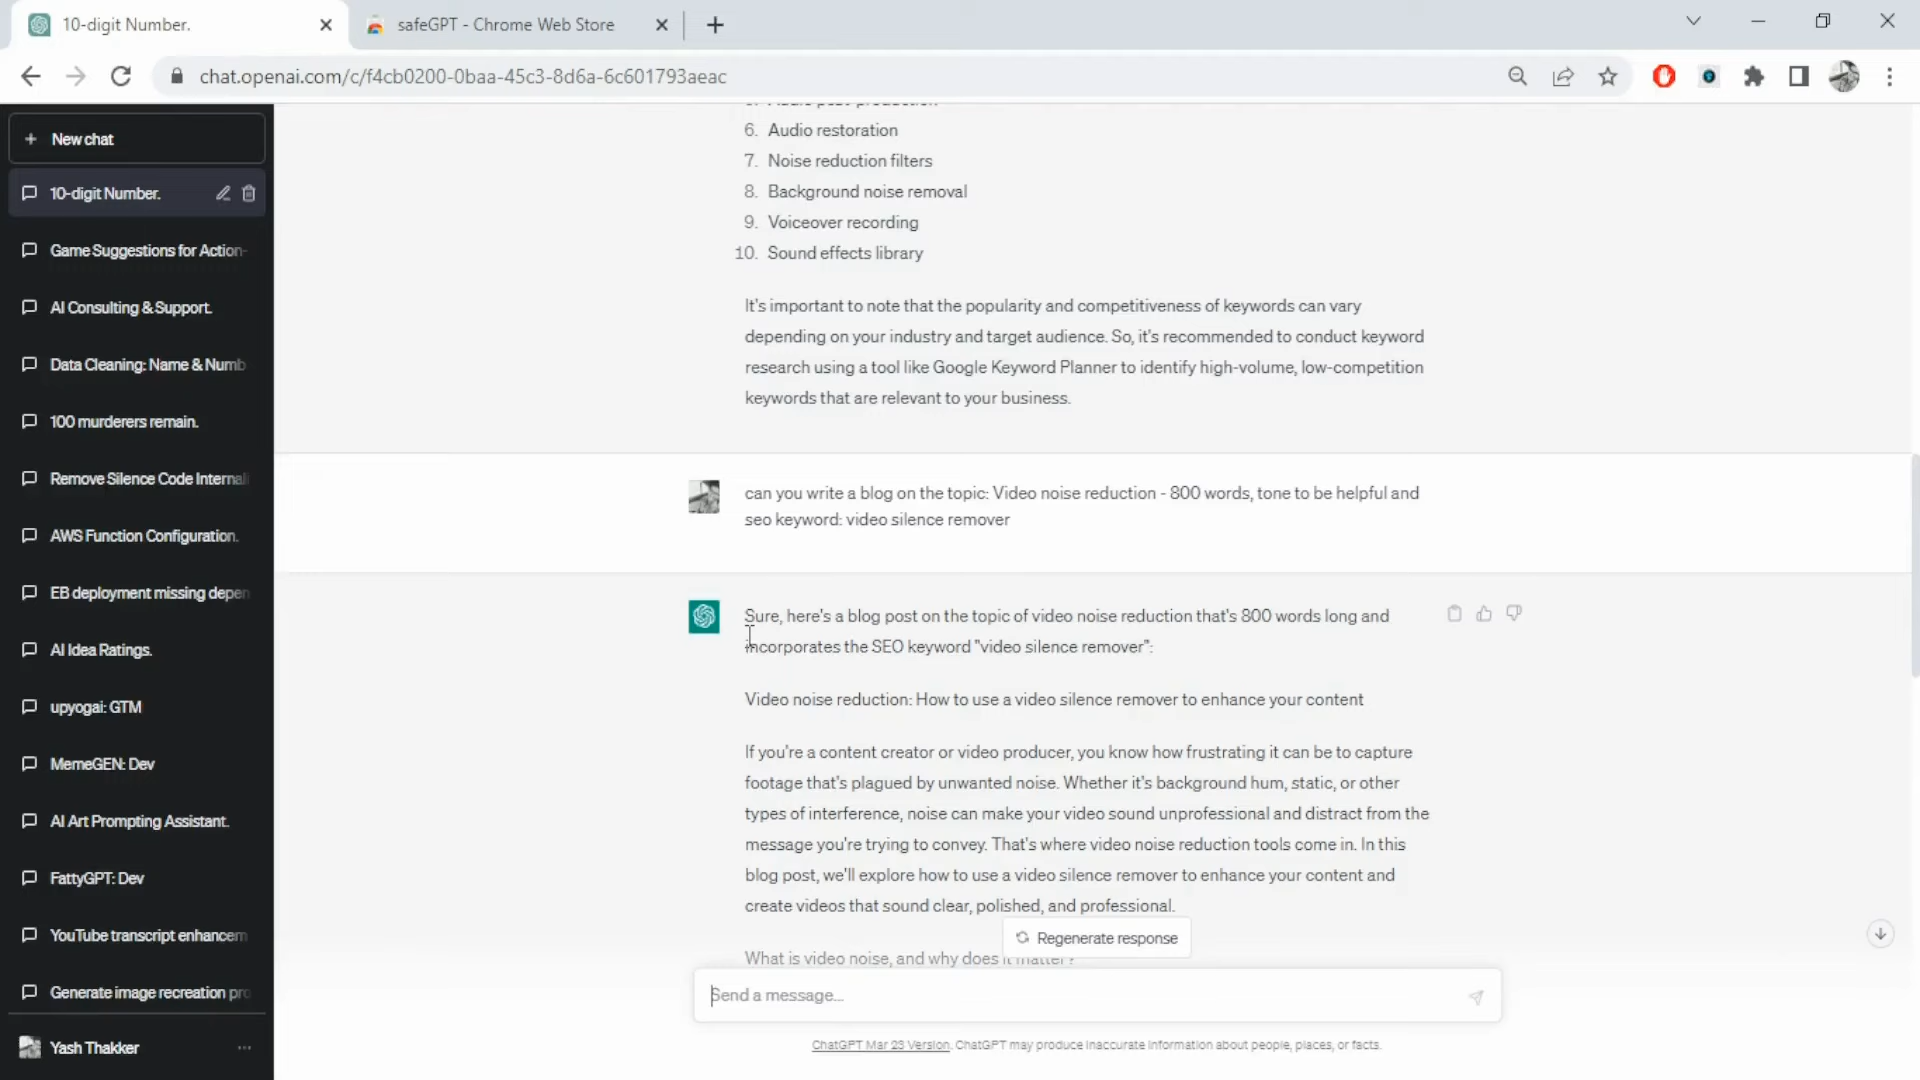 10-digit Number.
safeGPT - Chrome Web Store
chat.openai.com/c/f4cb0200-0baa-45c3-8d6a-6c601793aeac
New chat
10-digit Number.
Game Suggestions for Action-
AI Consulting & Support.
Data Cleaning: Name & Numb
100 murderers remain.
Remove Silence Code Internal
AWS Function Configuration.
EB deployment missing depen
AI Idea Ratings.
upyogai: GTM
MemeGEN: Dev
AI Art Prompting Assistant.
FattyGPT: Dev
YouTube transcript enhancem
Generate image recreation pro
Yash Thakker
6. Audio restoration
7. Noise reduction filters
8. Background noise removal
9. Voiceover recording
10. Sound effects library
It's important to note that the popularity and competitiveness of keywords can vary
depending on your industry and target audience. So, it's recommended to conduct keyword
research using a tool like Google Keyword Planner to identify high-volume, low-competition
keywords that are relevant to your business.
can you write a blog on the topic: Video noise reduction - 800 words, tone to be helpful and
seo keyword: video silence remover
Sure, here's a blog post on the topic of video noise reduction that's 800 words long and
incorporates the SEO keyword "video silence remover":
Video noise reduction: How to use a video silence remover to enhance your content
If you're a content creator or video producer, you know how frustrating it can be to capture
footage that's plagued by unwanted noise. Whether it's background hum, static, or other
types of interference, noise can make your video sound unprofessional and distract from the
message you're trying to convey. That's where video noise reduction tools come in. In this
blog post, we'll explore how to use a video silence remover to enhance your content and
create videos that sound clear, polished, and professional.
Regenerate response
What is video noise, and why does it matter?
Send a message...
ChatGPT Mar 23 Version. ChatGPT may produce inaccurate information about people, places, or facts.